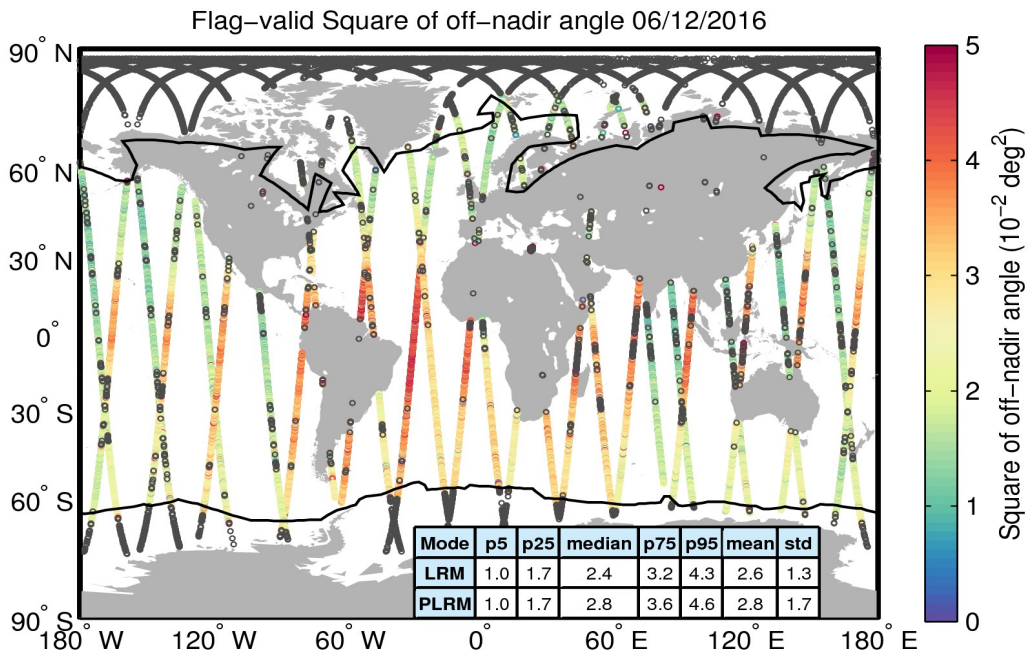 Flag−valid Square of off−nadir angle 06/12/2016
90° N
60° N
30° N
0°
30° S
60° S
90° S
180° W
120° W
60° W
0°
60° E
120° E
180° E
Mode p5 p25 median p75 p95 mean std
LRM 1.0 1.7 2.4 3.2 4.3 2.6 1.3
PLRM 1.0 1.7 2.8 3.6 4.6 2.8 1.7
5
4
3
2
1
0
Square of off−nadir angle (10⁻² deg²)